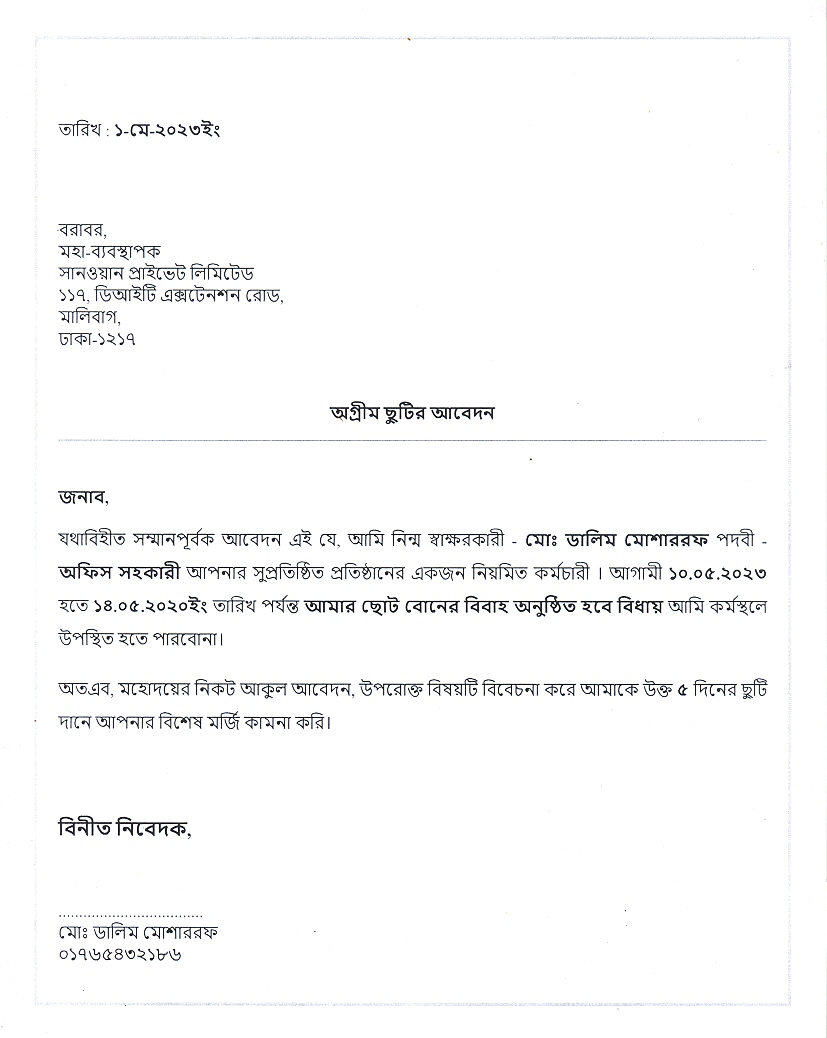 তারিখ : ১-মে-২০২৩ইং
বরাবর,
মহা-ব্যবস্থাপক
সানওয়ান প্রাইভেট লিমিটেড
১১৭, ডিআইটি এক্সটেনশন রোড,
মালিবাগ,
ঢাকা-১২১৭
অগ্রীম ছুটির আবেদন
জনাব,
যথাবিহীত সম্মানপূর্বক আবেদন এই যে, আমি নিন্ম স্বাক্ষরকারী - মোঃ ডালিম মোশাররফ পদবী -
অফিস সহকারী আপনার সুপ্রতিষ্ঠিত প্রতিষ্ঠানের একজন নিয়মিত কর্মচারী । আগামী ১০.০৫.২০২৩
হতে ১৪.০৫.২০২০ইং তারিখ পর্যন্ত আমার ছোট বোনের বিবাহ অনুষ্ঠিত হবে বিধায় আমি কর্মস্থলে
উপস্থিত হতে পারবোনা।
অতএব, মহোদয়ের নিকট আকুল আবেদন, উপরোক্ত বিষয়টি বিবেচনা করে আমাকে উক্ত ৫ দিনের ছুটি
দানে আপনার বিশেষ মর্জি কামনা করি।
বিনীত নিবেদক,
..................................
মোঃ ডালিম মোশাররফ
০১৭৬৫৪৩২১৮৬